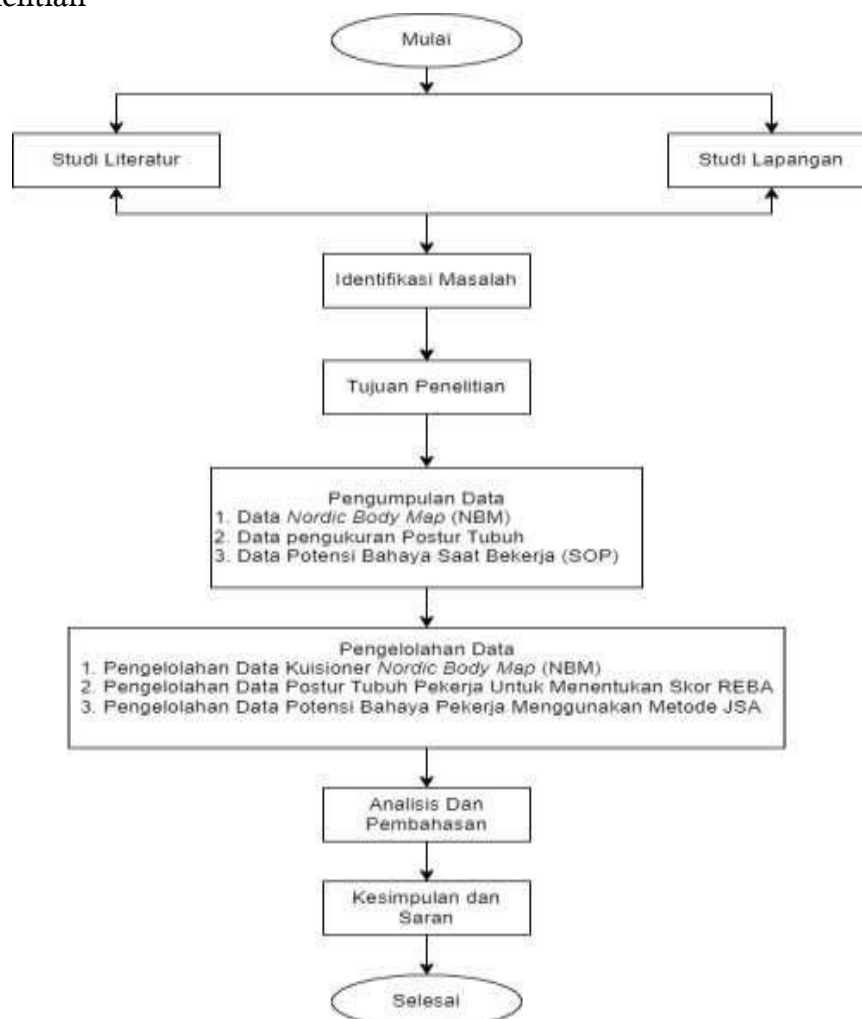 Mulai
Studi Literatur
Studi Lapangan
Identifikasi Masalah
Tujuan Penelitian
Pengumpulan Data
1. Data Nordic Body Map (NBM)
2. Data pengukuran Postur Tubuh
3. Data Potensi Bahaya Saat Bekerja (SOP)
Pengelolahan Data
1. Pengelolahan Data Kuisioner Nordic Body Map (NBM)
2. Pengelolahan Data Postur Tubuh Pekerja Untuk Menentukan Skor REBA
3. Pengelolahan Data Potensi Bahaya Pekerja Menggunakan Metode JSA
Analisis Dan
Pembahasan
Kesimpulan dan
Saran
Selesai